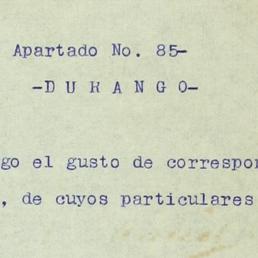 Apartado No. 85-
-D U R A N G O-
go el gusto de correspon
, de cuyos particulares